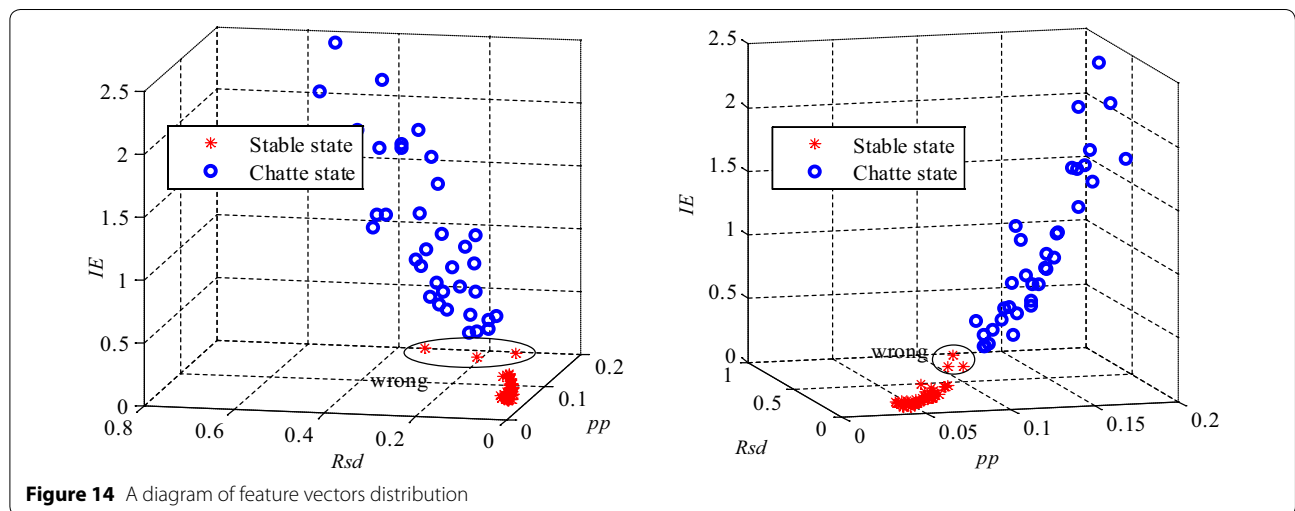 2.5
2
1.5
1
0.5
0
IE
Stable state
Chatte state
wrong
0.8
0.6
0.4
0.2
0
Rsd
0
0.1
0.2
pp
2.5
2
1.5
1
0.5
0
IE
Stable state
Chatte state
wrong
1
0.5
0
Rsd
0
0.05
0.1
0.15
0.2
pp
Figure 14 A diagram of feature vectors distribution